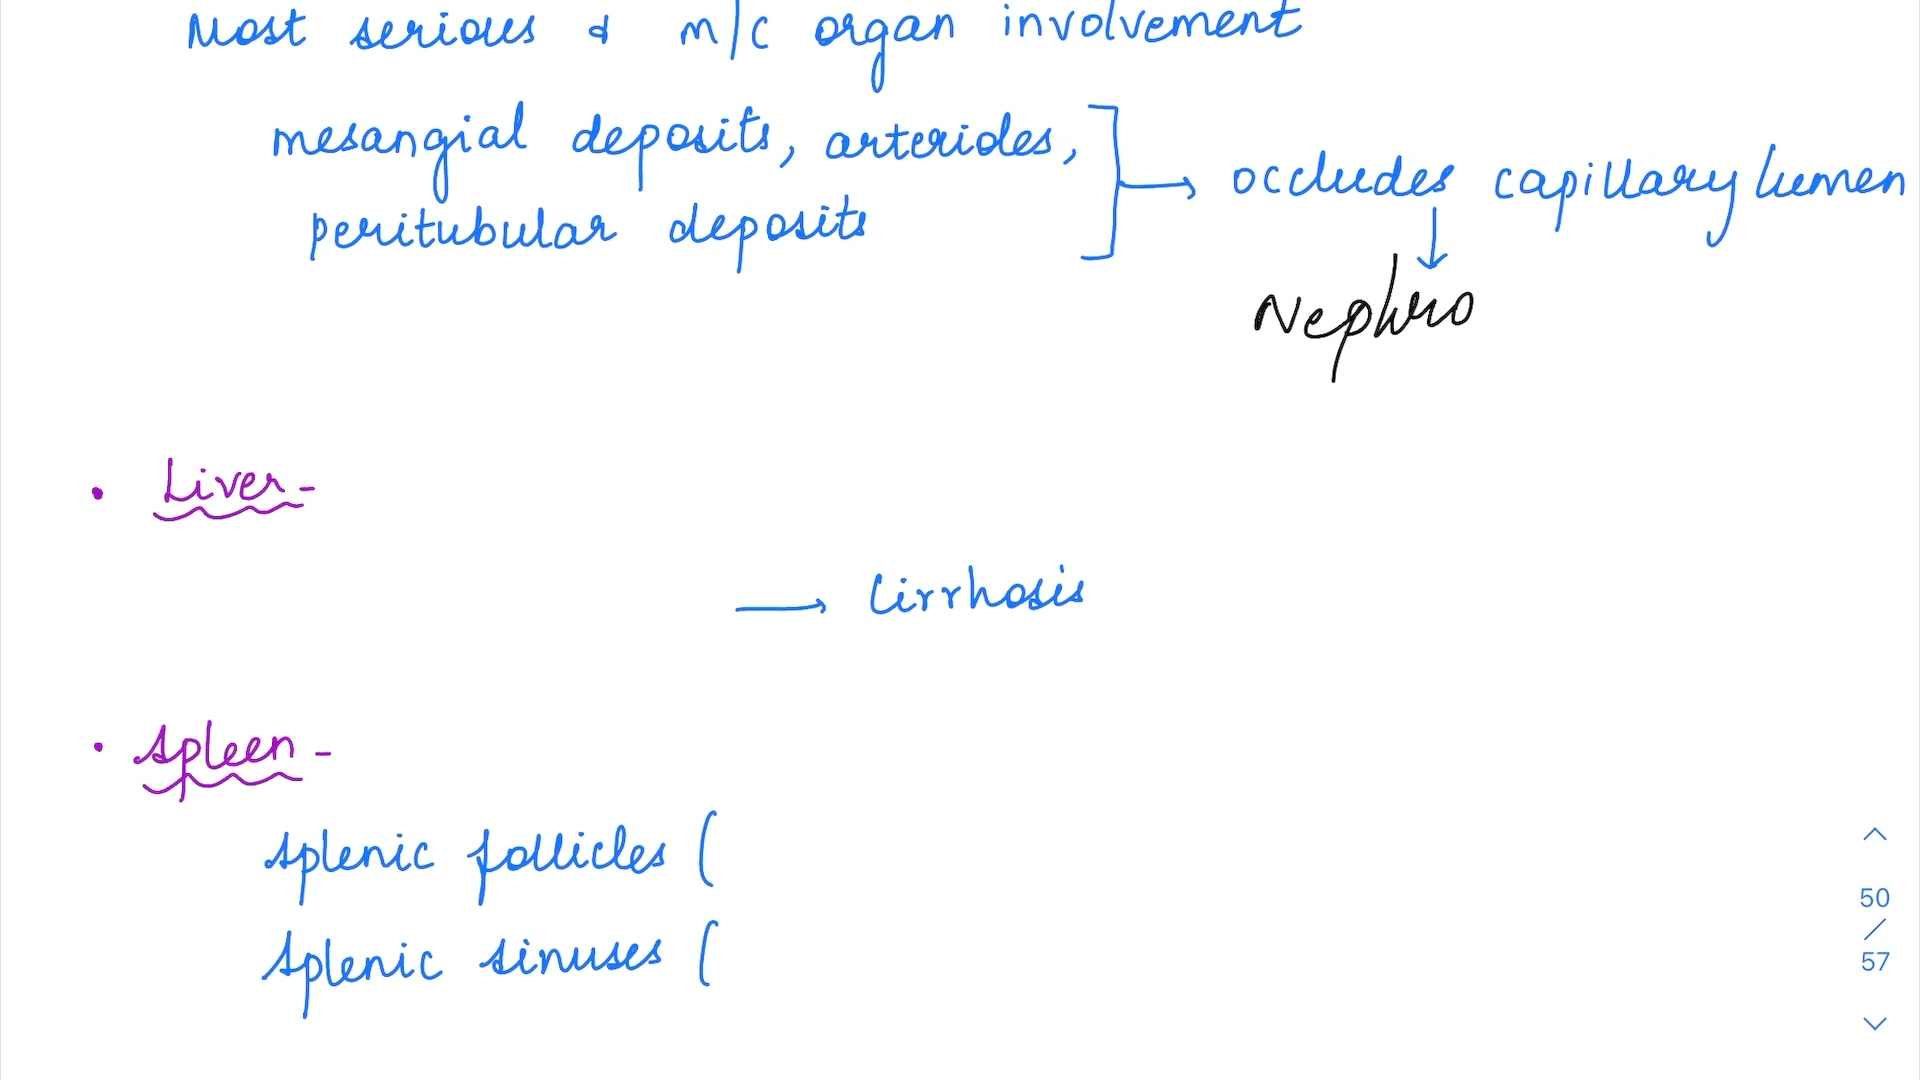 Most serious & m/c organ involvement
mesangial deposits, arterioles,
peritubular deposits
→ occludes capillary lumen
↓
Nephro
• Liver -
→ Cirrhosis
• Spleen -
Splenic follicles (
Splenic sinuses (
50
/
57